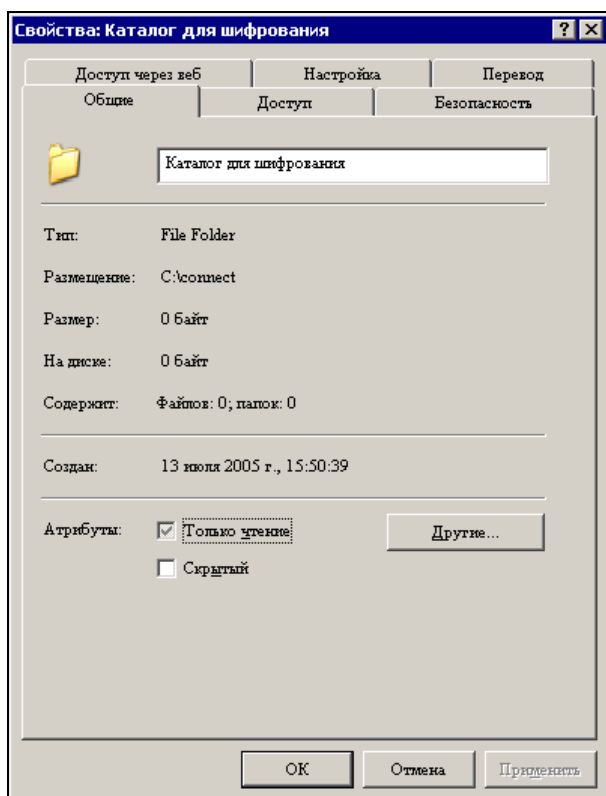 Свойства: Каталог для шифрования
Доступ через веб Настройка Перевод
Общие Доступ Безопасность
Каталог для шифрования
Тип: File Folder
Размещение: C:\connect
Размер: 0 байт
На диске: 0 байт
Содержит: Файлов: 0; папок: 0
Создан: 13 июля 2005 г., 15:50:39
Атрибуты: Только чтение Другие...
Скрытый
OK Отмена Применить